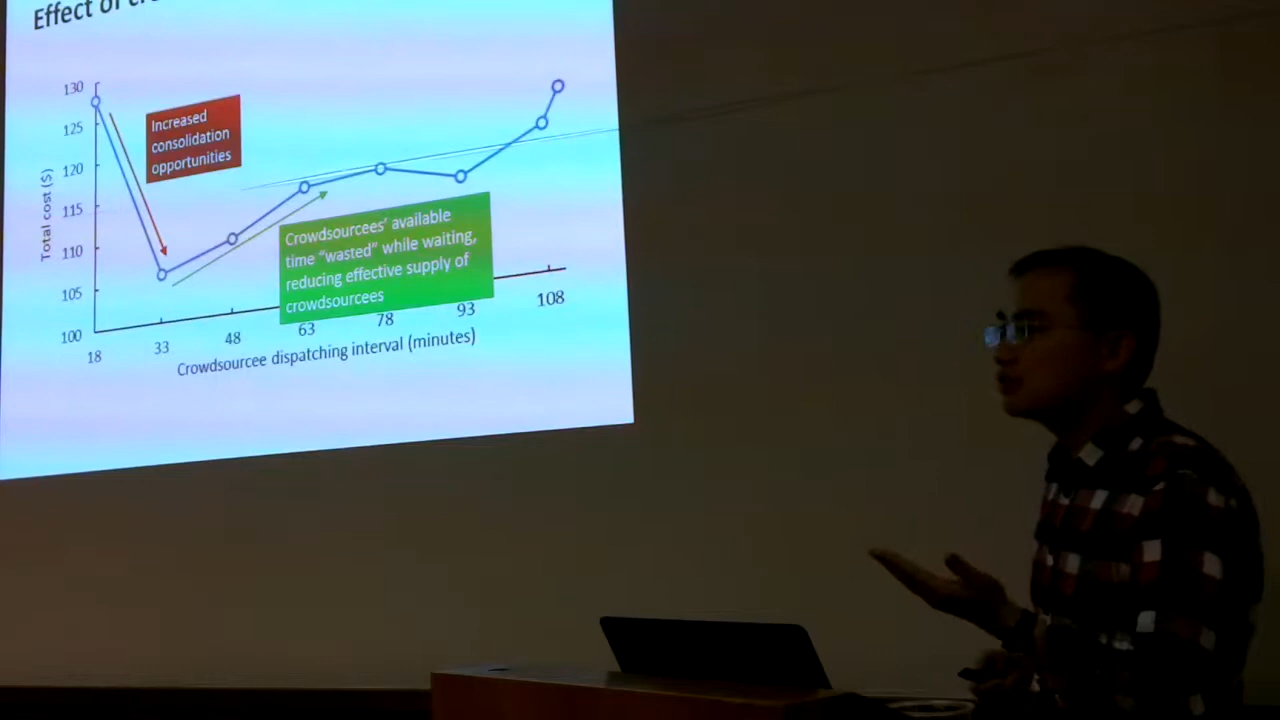 Effect of
130
125
120
115
110
105
100
Total cost ($)
Increased
consolidation
opportunities
Crowdsourcees' available
time "wasted" while waiting,
reducing effective supply of
crowdsourcees
18 33 48 63 78 93 108
Crowdsourcee dispatching interval (minutes)